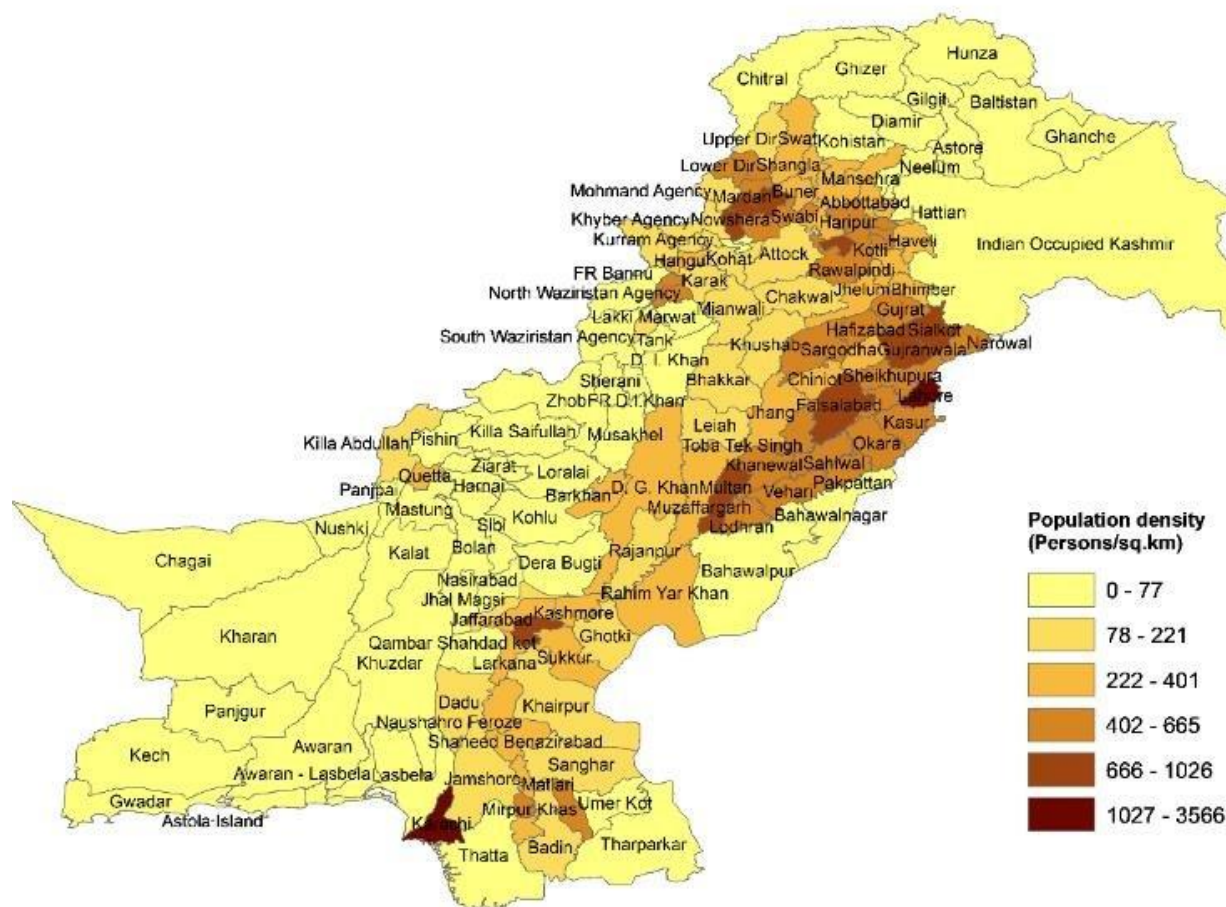 Hunza
Ghizer
Chitral
Gilgit
Baltistan
Diamir
Ghanche
Upper Dir Swat
Kohistan
Astore
Lower Dir Shangla
Neelum
Mansehra
Mohmand Agency
Mardan
Buner
Abbottabad
Hattian
Khyber Agency
Nowshera
Swabi
Haripur
Kurram Agency
Kotli
Haveli
Indian Occupied Kashmir
Hangu
Kohat
Attock
FR Bannu
Karak
Rawalpindi
North Waziristan Agency
Jhelum
Bhimber
Mianwali
Chakwal
Lakki Marwat
Gujrat
South Waziristan Agency
Tank
Khushab
Hafizabad
Sialkot
Narowal
Sargodha
Gujranwala
D. I. Khan
Sherani
Bhakkar
Chiniot
Sheikhupura
Zhob
FR D.I.Khan
Lahore
Jhang
Faisalabad
Killa Abdullah
Pishin
Killa Saifullah
Musakhel
Leiah
Kasur
Toba Tek Singh
Okara
Ziarat
Loralai
Khanewal
Sahiwal
Quetta
Harnai
Panjpai
Barkhan
D. G. Khan
Multan
Vehari
Pakpattan
Mastung
Muzaffargarh
Nushki
Sibi
Kohlu
Lodhran
Bahawalnagar
Chagai
Kalat
Bolan
Rajanpur
Dera Bugti
Bahawalpur
Nasirabad
Jhal Magsi
Rahim Yar Khan
Jaffarabad
Kashmore
Kharan
Qambar Shahdad kot
Ghotki
Khuzdar
Larkana
Sukkur
Panjgur
Dadu
Khairpur
Naushahro Feroze
Kech
Awaran
Shaheed Benazirabad
Awaran - Lasbela
Lasbela
Sanghar
Jamshoro
Matiari
Gwadar
Mirpur Khas
Umer Kot
Astola-Island
Karachi
Thatta
Badin
Tharparkar
Population density
(Persons/sq.km)
0 - 77
78 - 221
222 - 401
402 - 665
666 - 1026
1027 - 3566